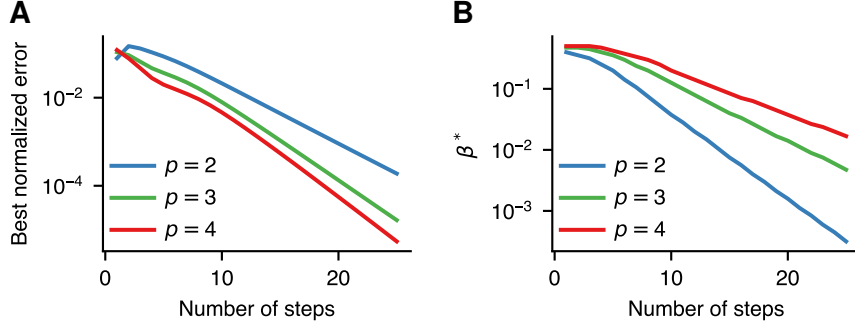 A
Best normalized error
10⁻²
10⁻⁴
p = 2
p = 3
p = 4
0
10
20
Number of steps
B
β*
10⁻¹
10⁻²
10⁻³
p = 2
p = 3
p = 4
0
10
20
Number of steps